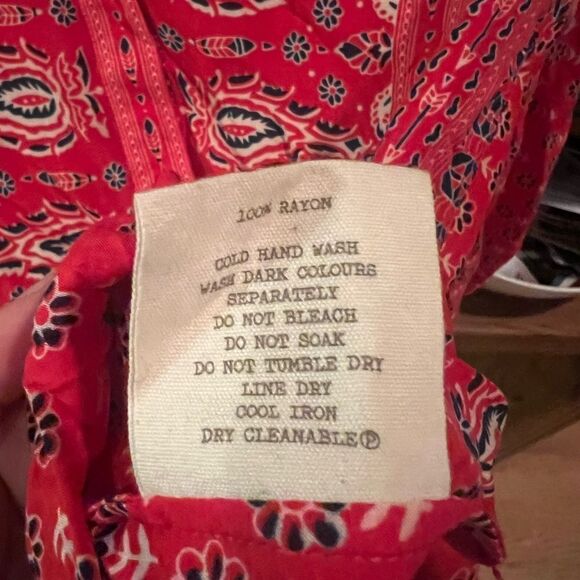 100% RAYON
COLD HAND WASH
WASH DARK COLOURS
SEPARATELY
DO NOT BLEACH
DO NOT SOAK
DO NOT TUMBLE DRY
LINE DRY
COOL IRON
DRY CLEANABLE Ⓟ